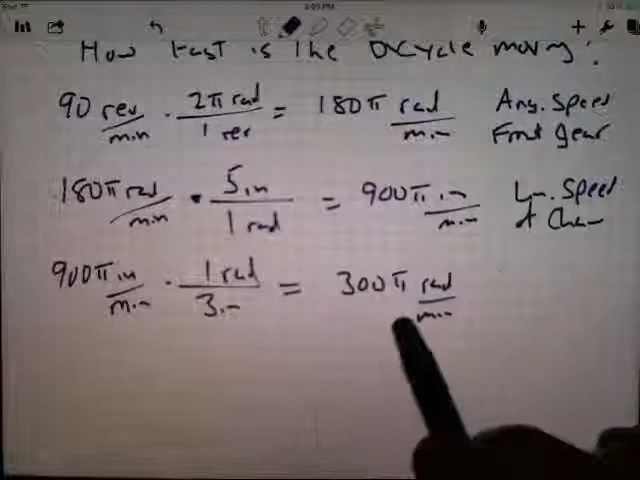 How fast is the bicycle moving?
90 rev/min · 2π rad/1 rev = 180π rad/min Ang. Speed Front gear
180π rad/min · 5 in/1 rad = 900π in/min Lin. Speed of Chain
900π in/min · 1 rad/3in = 300π rad/min